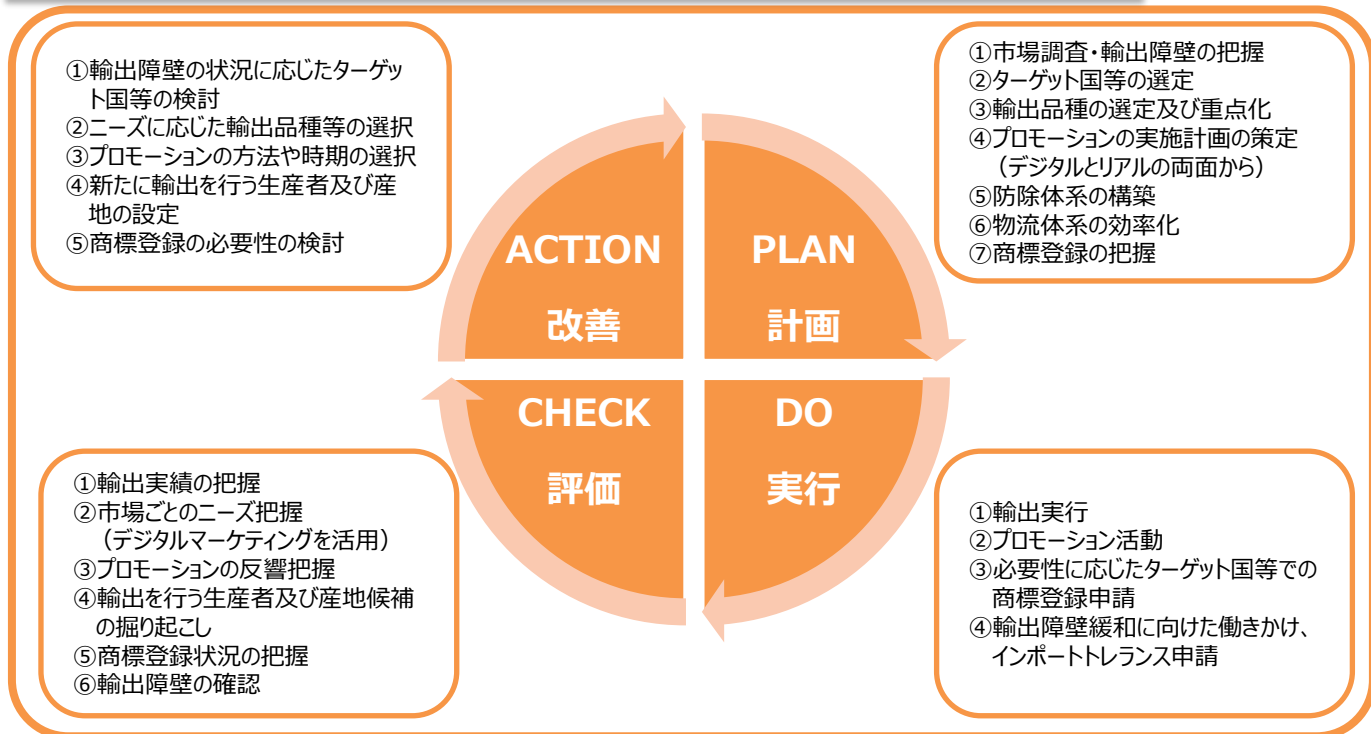 ①輸出障壁の状況に応じたターゲッ
ト国等の検討
②ニーズに応じた輸出品種等の選択
③プロモーションの方法や時期の選択
④新たに輸出を行う生産者及び産
地の設定
⑤商標登録の必要性の検討
①市場調査・輸出障壁の把握
②ターゲット国等の選定
③輸出品種の選定及び重点化
④プロモーションの実施計画の策定
（デジタルとリアルの両面から）
⑤防除体系の構築
⑥物流体系の効率化
⑦商標登録の把握
ACTION
改善
PLAN
計画
CHECK
評価
DO
実行
①輸出実績の把握
②市場ごとのニーズ把握
（デジタルマーケティングを活用）
③プロモーションの反響把握
④輸出を行う生産者及び産地候補
の掘り起こし
⑤商標登録状況の把握
⑥輸出障壁の確認
①輸出実行
②プロモーション活動
③必要性に応じたターゲット国等での
商標登録申請
④輸出障壁緩和に向けた働きかけ、
インポートトレランス申請